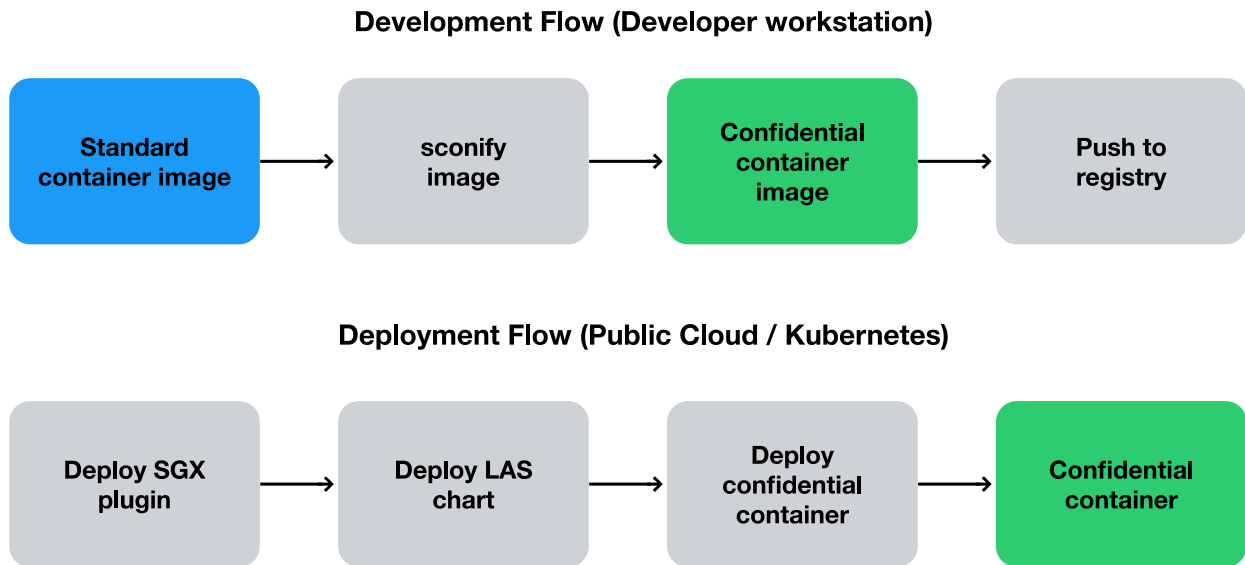 Development Flow (Developer workstation)
Standard
container image
sconify
image
Confidential
container
image
Push to
registry
Deployment Flow (Public Cloud / Kubernetes)
Deploy SGX
plugin
Deploy LAS
chart
Deploy
confidential
container
Confidential
container